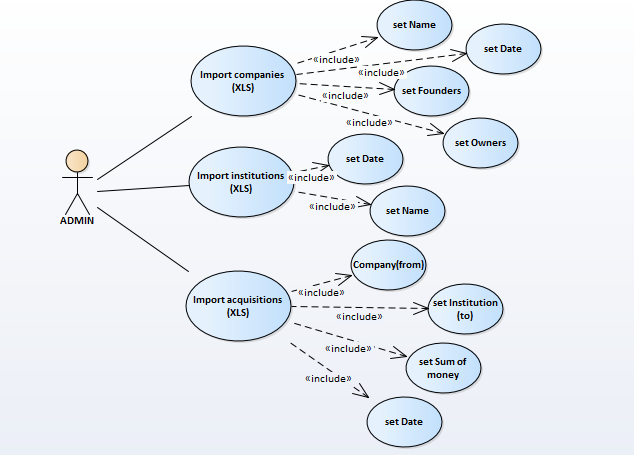 set Name
set Date
«include»
Import companies
(XLS)
«include»
set Founders
«include»
«include»
set Owners
set Date
Import institutions
(XLS)
«include»
«include»
set Name
ADMIN
Company(from)
«include»
Import acquisitions
(XLS)
set Institution
(to)
«include»
«include»
set Sum of
money
«include»
set Date